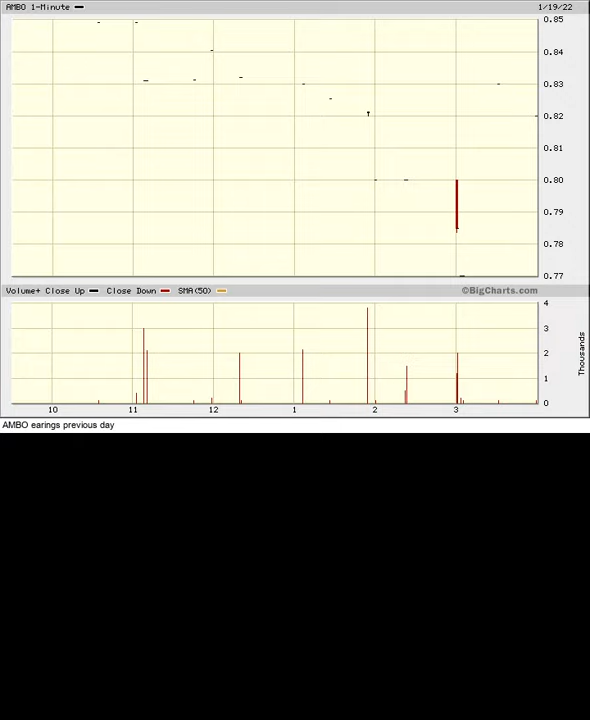 AMBO 1-Minute 1/19/22
0.85
0.84
0.83
0.82
0.81
0.80
0.79
0.78
0.77
Volume+ Close Up Close Down SMA(50) ©BigCharts.com
4
3
2
1
0
Thousands
10 11 12 1 2 3
AMBO earings previous day